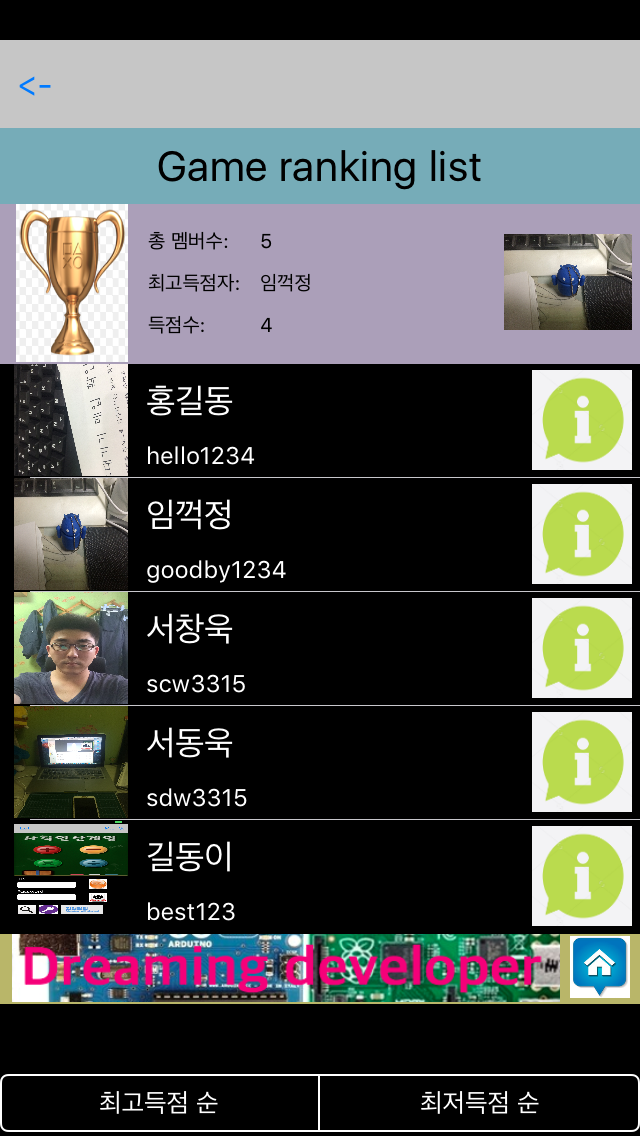 <-
Game ranking list
총 멤버수: 5
최고득점자: 임꺽정
득점수: 4
홍길동
hello1234
임꺽정
goodby1234
서창욱
scw3315
서동욱
sdw3315
길동이
best123
ARDUINO
Dreaming developer
최고득점 순
최저득점 순